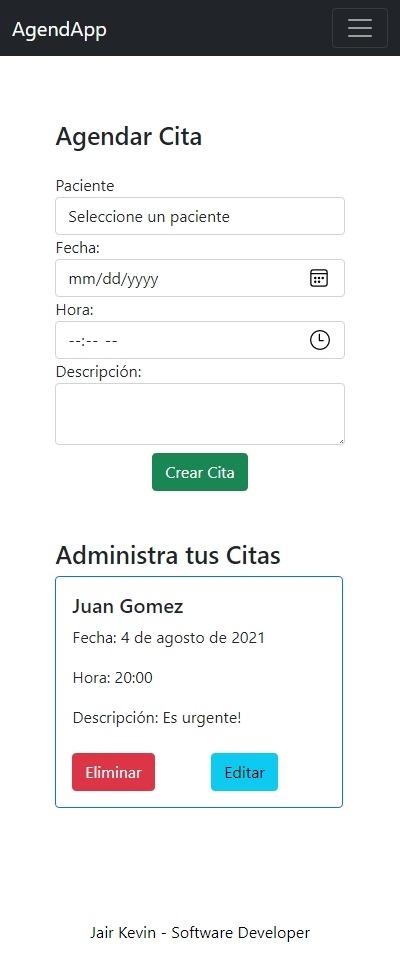 AgendApp
Agendar Cita
Paciente
Seleccione un paciente
Fecha:
mm/dd/yyyy
Hora:
--:-- --
Descripción:
Crear Cita
Administra tus Citas
Juan Gomez
Fecha: 4 de agosto de 2021
Hora: 20:00
Descripción: Es urgente!
Eliminar Editar
Jair Kevin - Software Developer